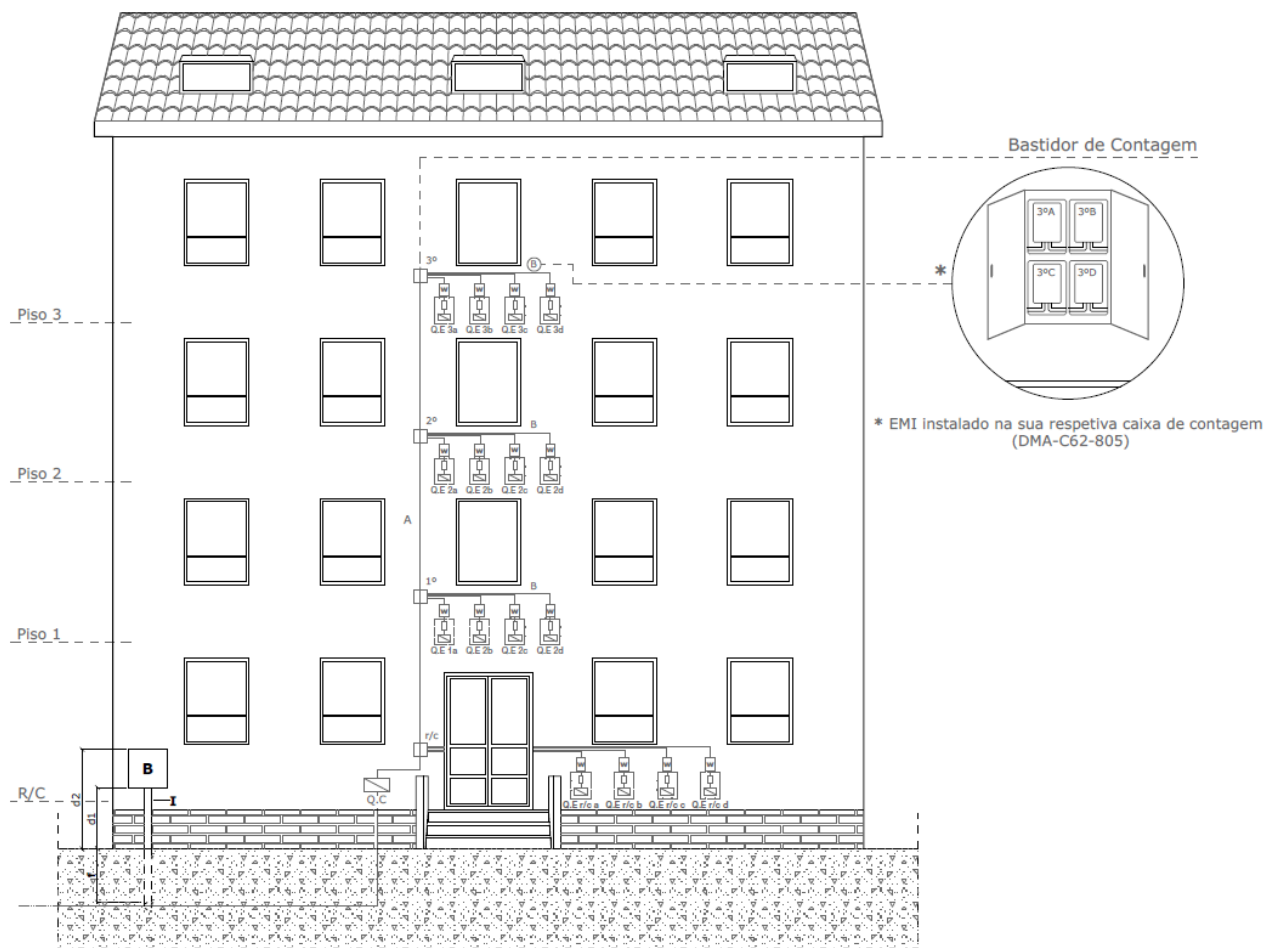 Bastidor de Contagem
3ºA 3ºB
3ºC 3ºD
*
* EMI instalado na sua respetiva caixa de contagem
(DMA-C62-805)
3º
B
W W W W
Q.E 3a Q.E 3b Q.E 3c Q.E 3d
Piso 3
2º
B
W W W W
Q.E 2a Q.E 2b Q.E 2c Q.E 2d
Piso 2
A
1º
B
W W W W
Q.E 1a Q.E 2b Q.E 2c Q.E 2d
Piso 1
r/c
W W W W
Q.E r/c a Q.E r/c b Q.E r/c c Q.E r/c d
B
I
Q.C
R/C
d2
d1